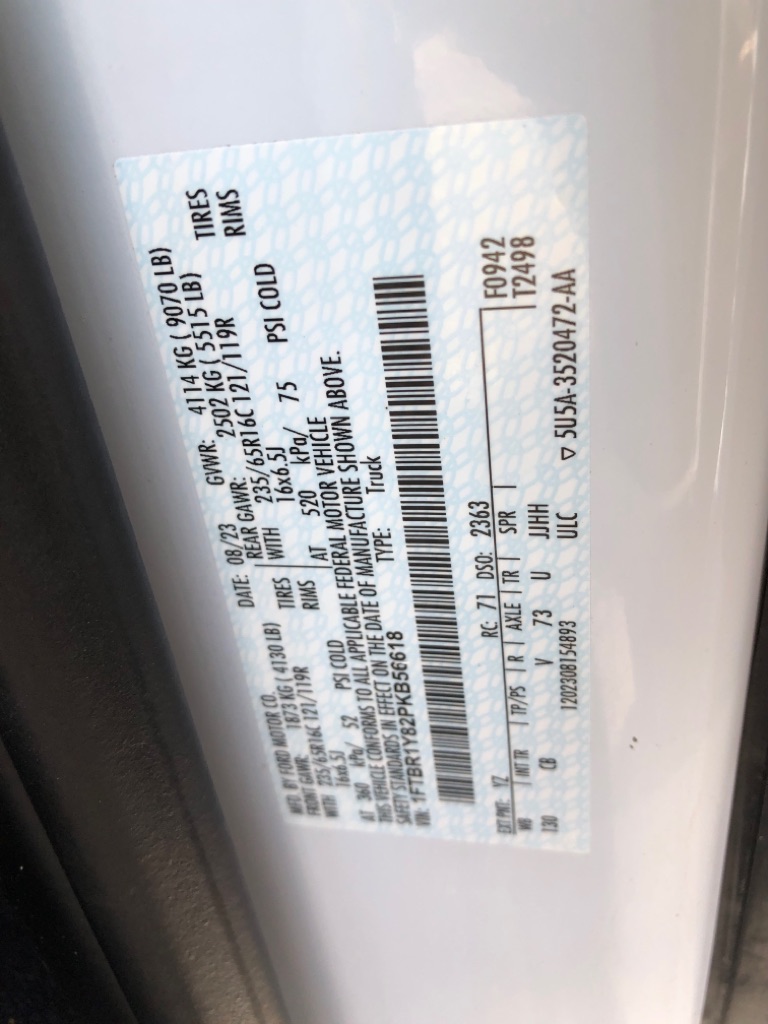 MFG. BY FORD MOTOR CO.
DATE: 08/23 GVWR: 4114 KG ( 9070 LB)
FRONT GAWR: 1873 KG ( 4130 LB) REAR GAWR: 2502 KG ( 5515 LB)
WITH 235/65R16C 121/119R TIRES WITH 235/65R16C 121/119R TIRES
16x6.5J RIMS 16x6.5J RIMS
AT 360 kPa/ 52 PSI COLD AT 520 kPa/ 75 PSI COLD
THIS VEHICLE CONFORMS TO ALL APPLICABLE FEDERAL MOTOR VEHICLE
SAFETY STANDARDS IN EFFECT ON THE DATE OF MANUFACTURE SHOWN ABOVE.
VIN: 1FTBR1Y82PKB56618 TYPE: Truck
F0942
T2498
EXT PNT: YZ RC: 71 DSO: 2363
WB INT TR TP/PS R AXLE TR SPR
130 CB V 73 U JJHH
1202308154893 ULC ▽ 5U5A-3520472-AA